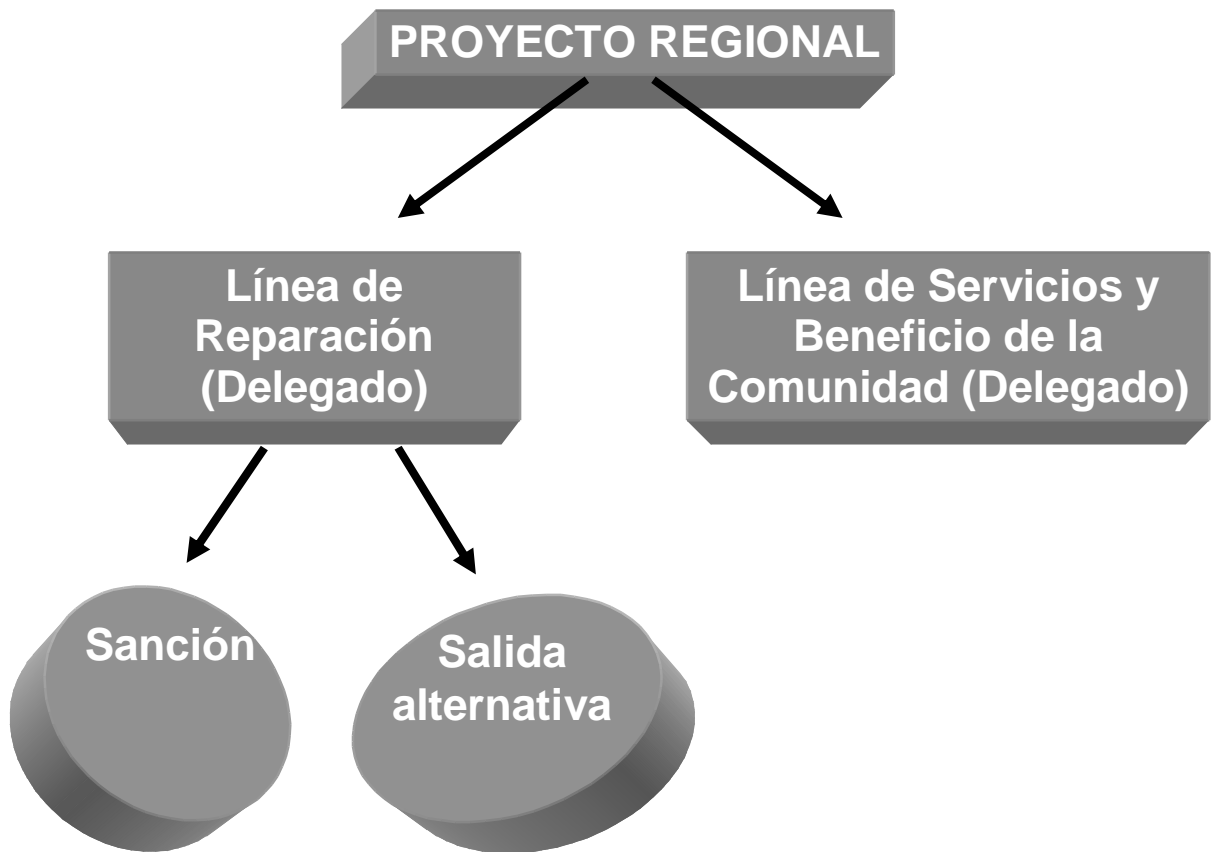 PROYECTO REGIONAL
Línea de
Reparación
(Delegado)
Línea de Servicios y
Beneficio de la
Comunidad (Delegado)
Sanción
Salida
alternativa